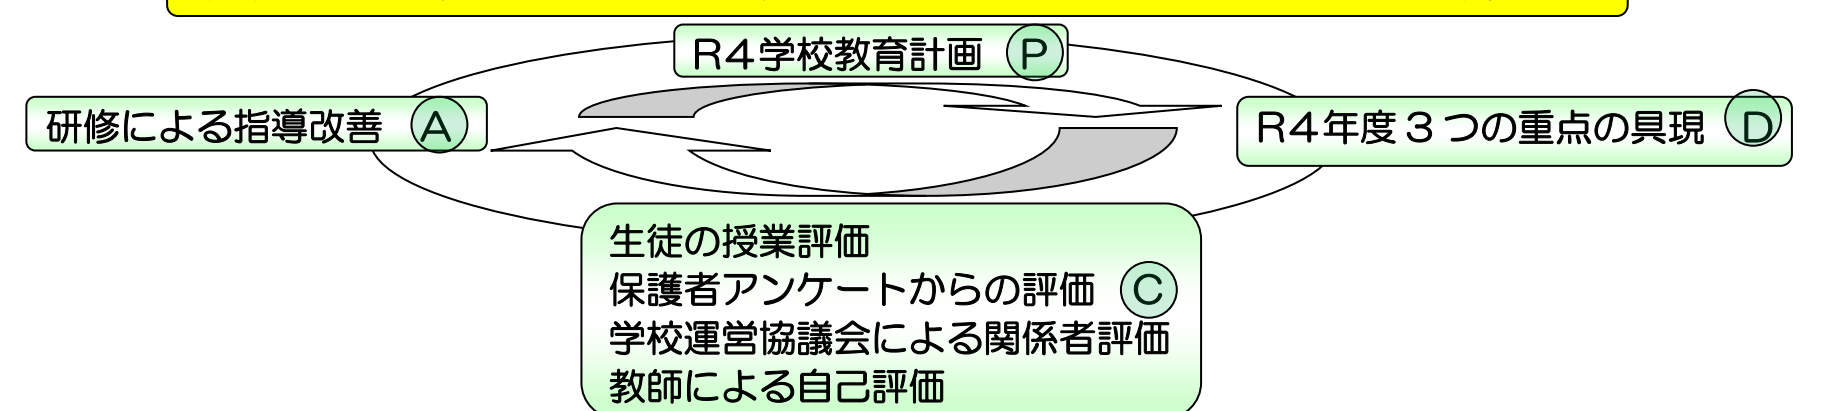 R４学校教育計画 P
研修による指導改善 A
R４年度３つの重点の具現 D
生徒の授業評価
保護者アンケートからの評価 C
学校運営協議会による関係者評価
教師による自己評価